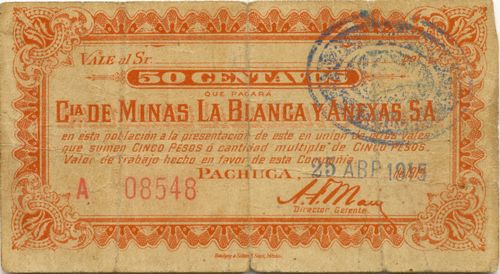 VALE al Sr.
50 CENTAVOS
QUE PAGARÁ
CIA. DE MINAS LA BLANCA Y ANEXAS, S.A.
en esta población a la presentación de este en unión de otros vales
que sumen CINCO PESOS ó cantidad multiple de CINCO PESOS.
Valor de trabajo hecho en favor de esta Compañía.
PACHUCA,
25 ABR 1915
A 08548
Director Gerente.